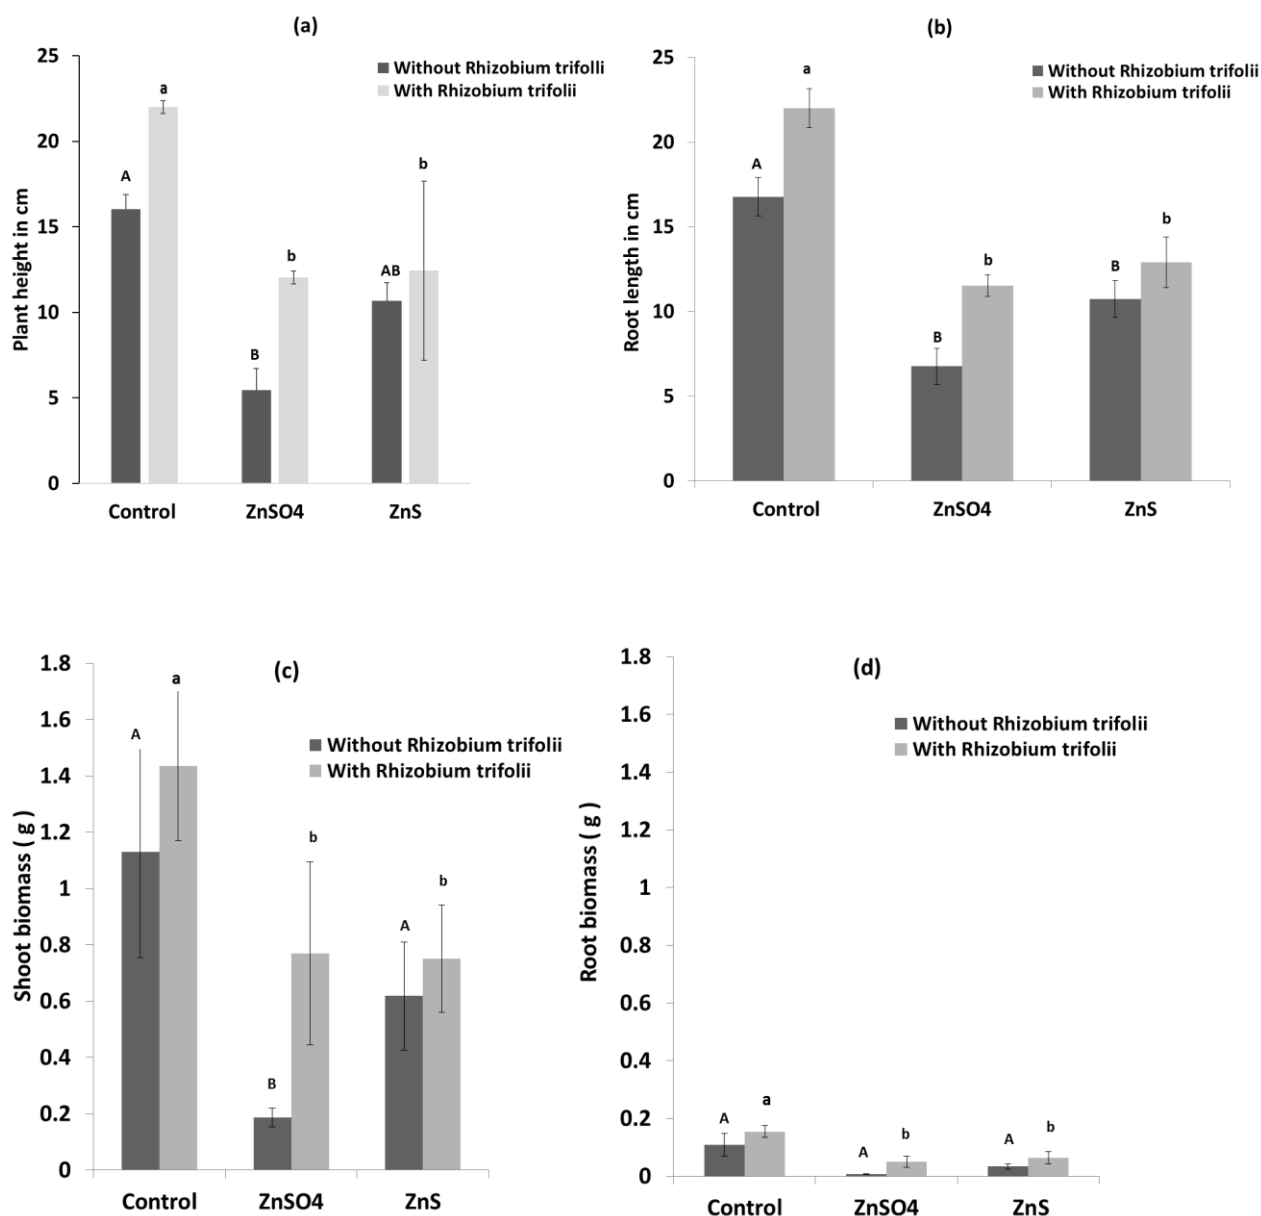 (a)
25
20
15
10
5
0
Plant height in cm
Without Rhizobium trifolli
With Rhizobium trifolii
A
a
B
b
AB
b
Control
ZnSO4
ZnS
(b)
25
20
15
10
5
0
Root length in cm
Without Rhizobium trifolii
With Rhizobium trifolii
A
a
B
b
B
b
Control
ZnSO4
ZnS
(c)
1.8
1.6
1.4
1.2
1
0.8
0.6
0.4
0.2
0
Shoot biomass ( g )
Without Rhizobium trifolii
With Rhizobium trifolii
A
a
B
b
A
b
Control
ZnSO4
ZnS
(d)
1.8
1.6
1.4
1.2
1
0.8
0.6
0.4
0.2
0
Root biomass ( g )
Without Rhizobium trifolii
With Rhizobium trifolii
A
a
A
b
A
b
Control
ZnSO4
ZnS